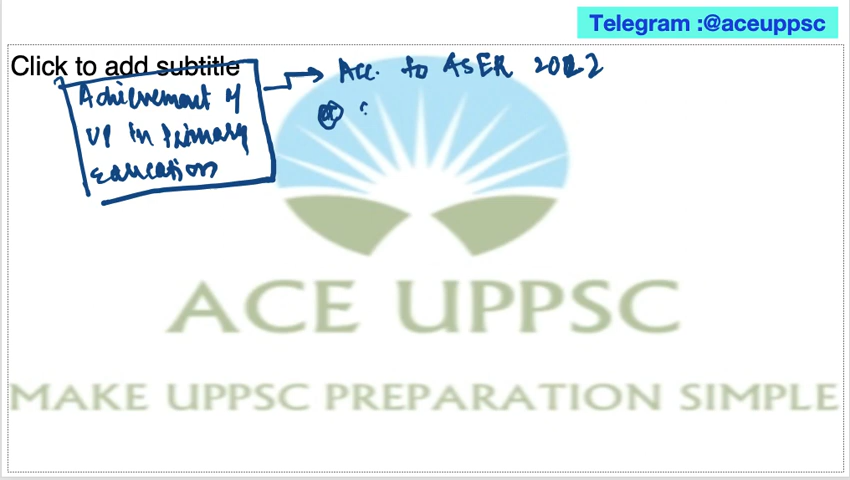 Telegram :@aceuppsc
Click to add subtitle
Achievement of
UP in Primary
Education
Acc. to ASER 2022
ACE UPPSC
MAKE UPPSC PREPARATION SIMPLE